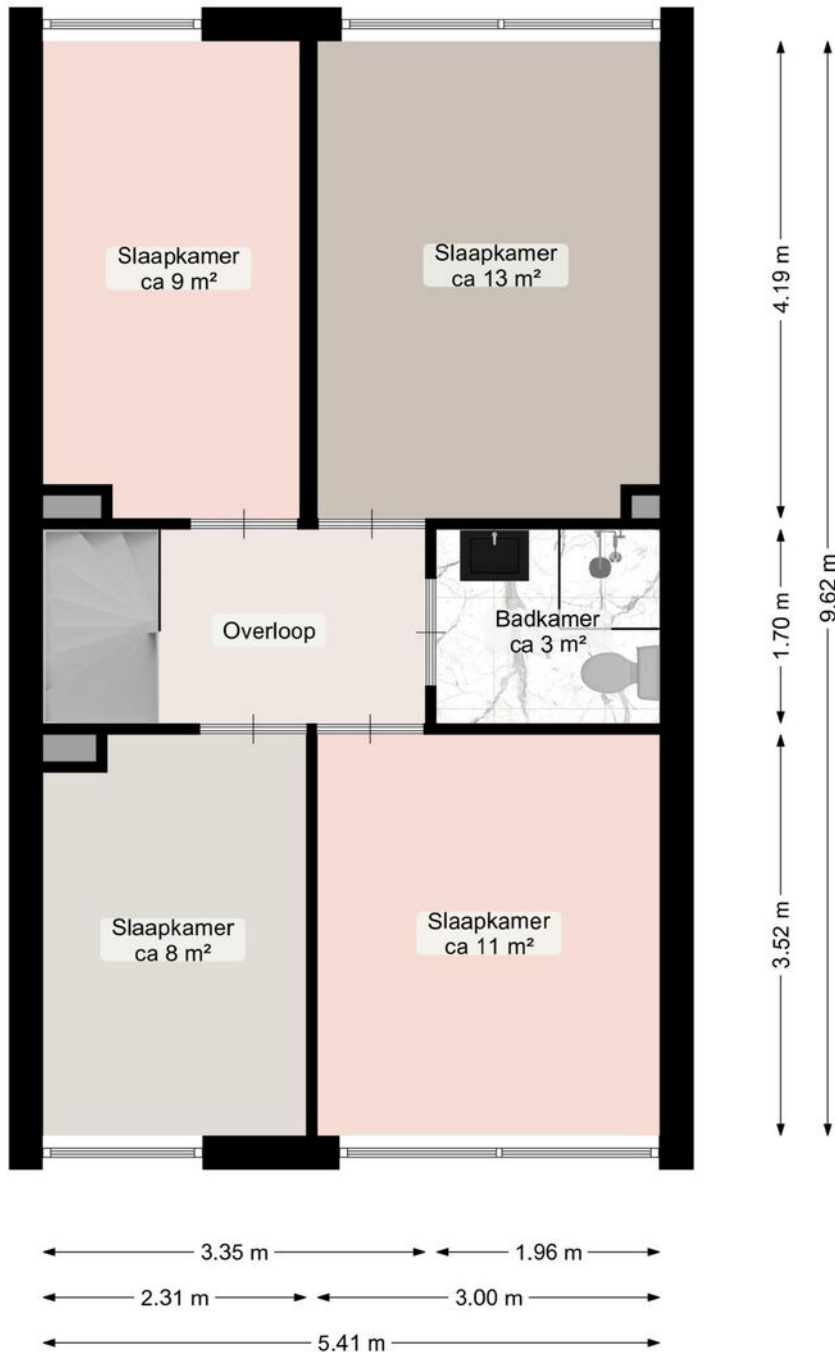 Slaapkamer
ca 9 m²
Slaapkamer
ca 13 m²
4.19 m
Overloop
Badkamer
ca 3 m²
1.70 m
9.62 m
Slaapkamer
ca 8 m²
Slaapkamer
ca 11 m²
3.52 m
3.35 m
1.96 m
2.31 m
3.00 m
5.41 m